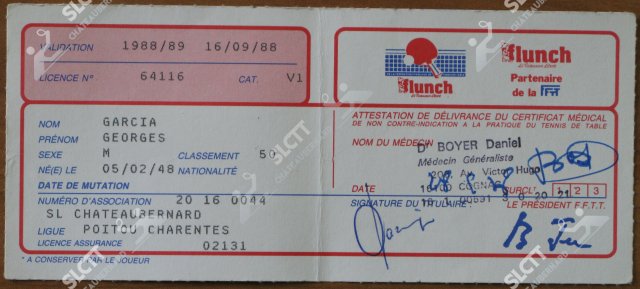 VALIDATION 1988/89 16/09/88
LICENCE N° 64116 CAT. V1
NOM GARCIA
PRÉNOM GEORGES
SEXE M CLASSEMENT 50
NÉ(E) LE 05/02/48 NATIONALITÉ
DATE DE MUTATION
NUMÉRO D'ASSOCIATION 20 16 0044
SL CHATEAUBERNARD
LIGUE POITOU CHARENTES
LICENCE ASSURANCE 02131
* A CONSERVER PAR LE JOUEUR
flunch
flunch
Partenaire
de la FFTT
ATTESTATION DE DÉLIVRANCE DU CERTIFICAT MÉDICAL
DE NON CONTRE-INDICATION A LA PRATIQUE DU TENNIS DE TABLE
NOM DU MÉDECIN
Dr BOYER Daniel
Médecin Généraliste
Av. Victor Hugo
DATE COGNAC SURCL. 1 2 3
SIGNATURE DU TITULAIRE LE PRÉSIDENT F.F.T.T.
SLCTT
CHATEAUBERNARD